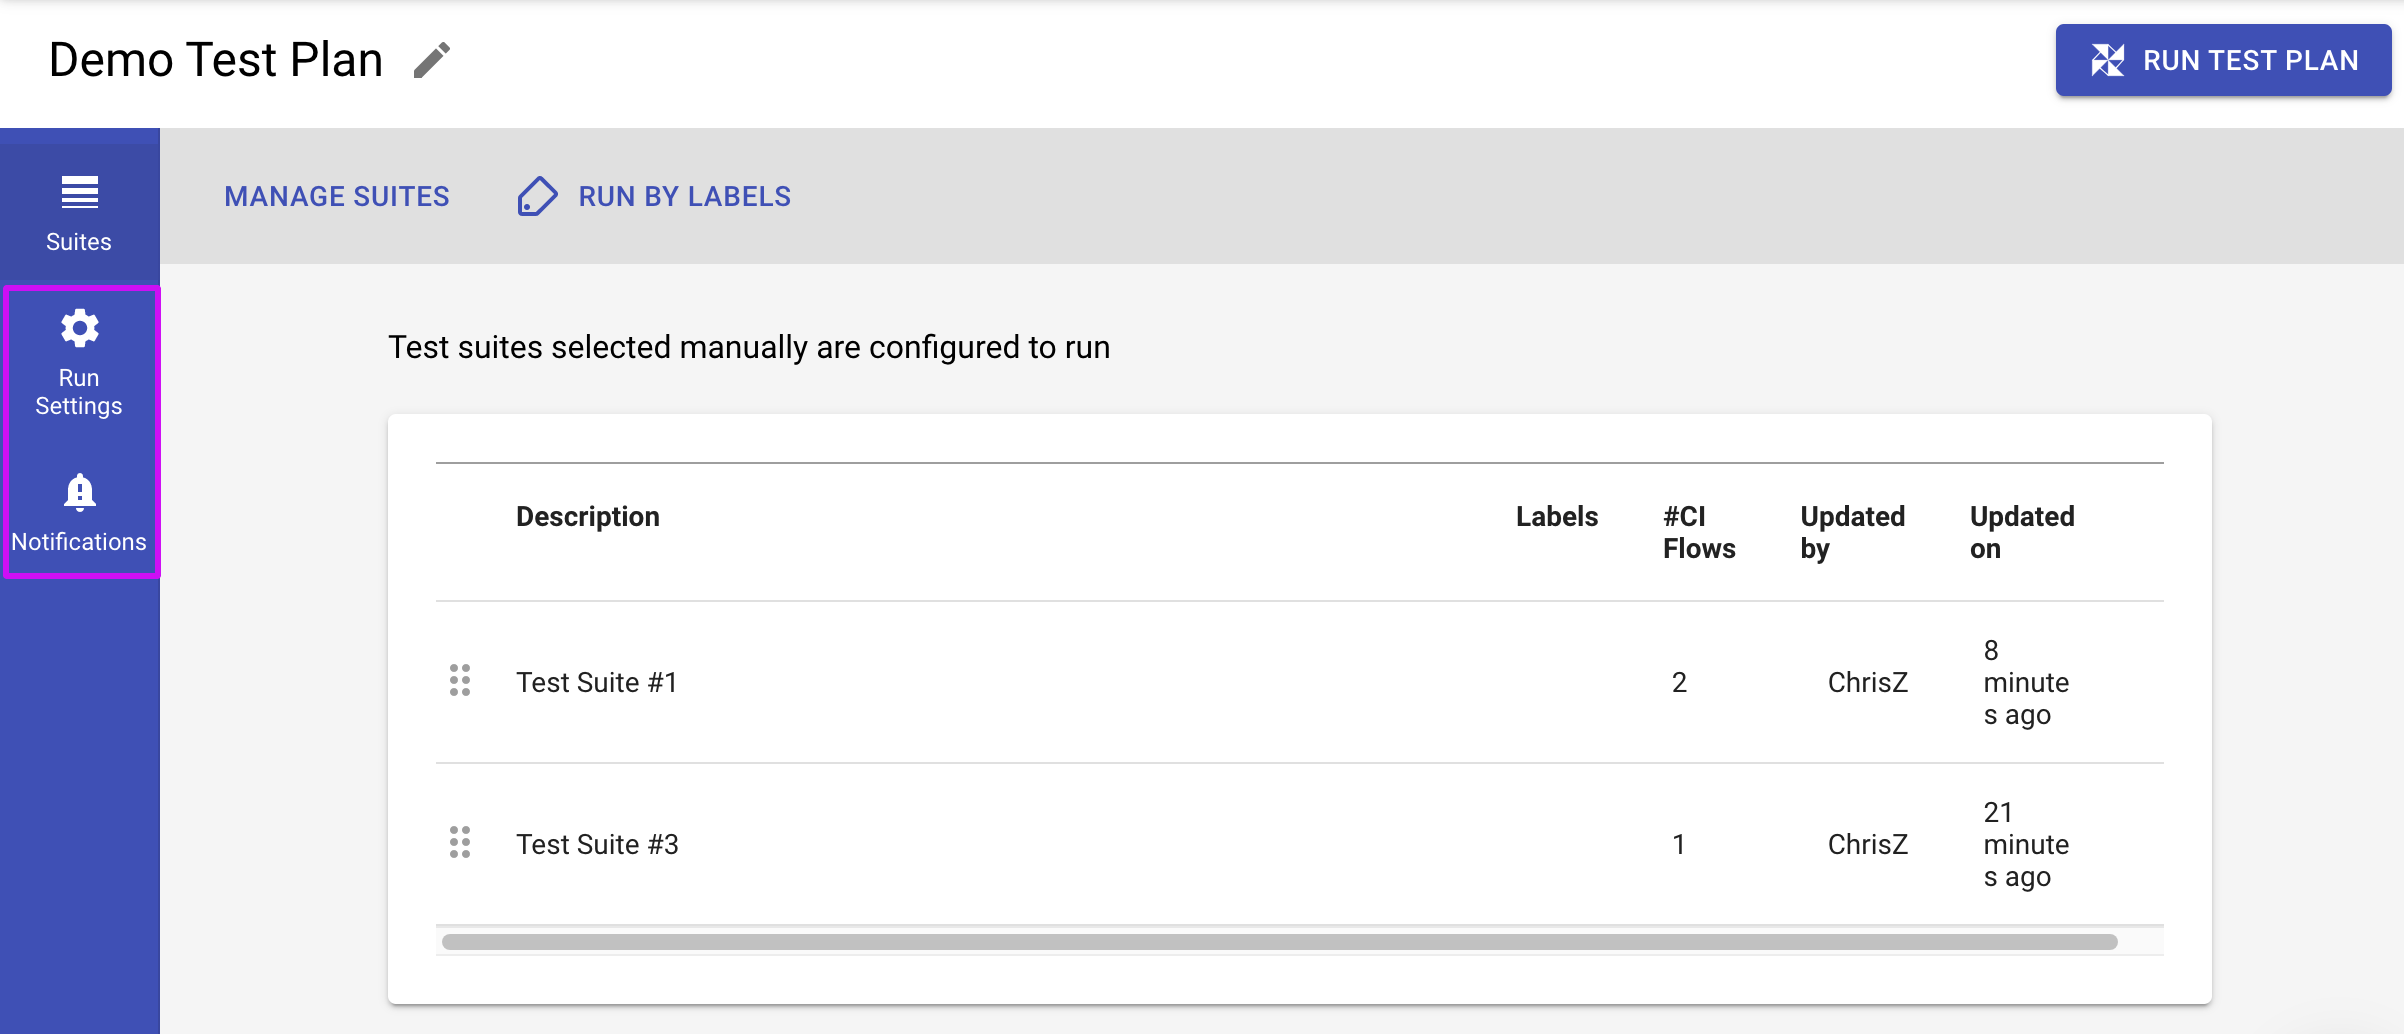 Demo Test Plan
RUN TEST PLAN
Suites
Run
Settings
Notifications
MANAGE SUITES
RUN BY LABELS
Test suites selected manually are configured to run
Description
Labels
#CI
Flows
Updated
by
Updated
on
Test Suite #1
2
ChrisZ
8
minute
s ago
Test Suite #3
1
ChrisZ
21
minute
s ago